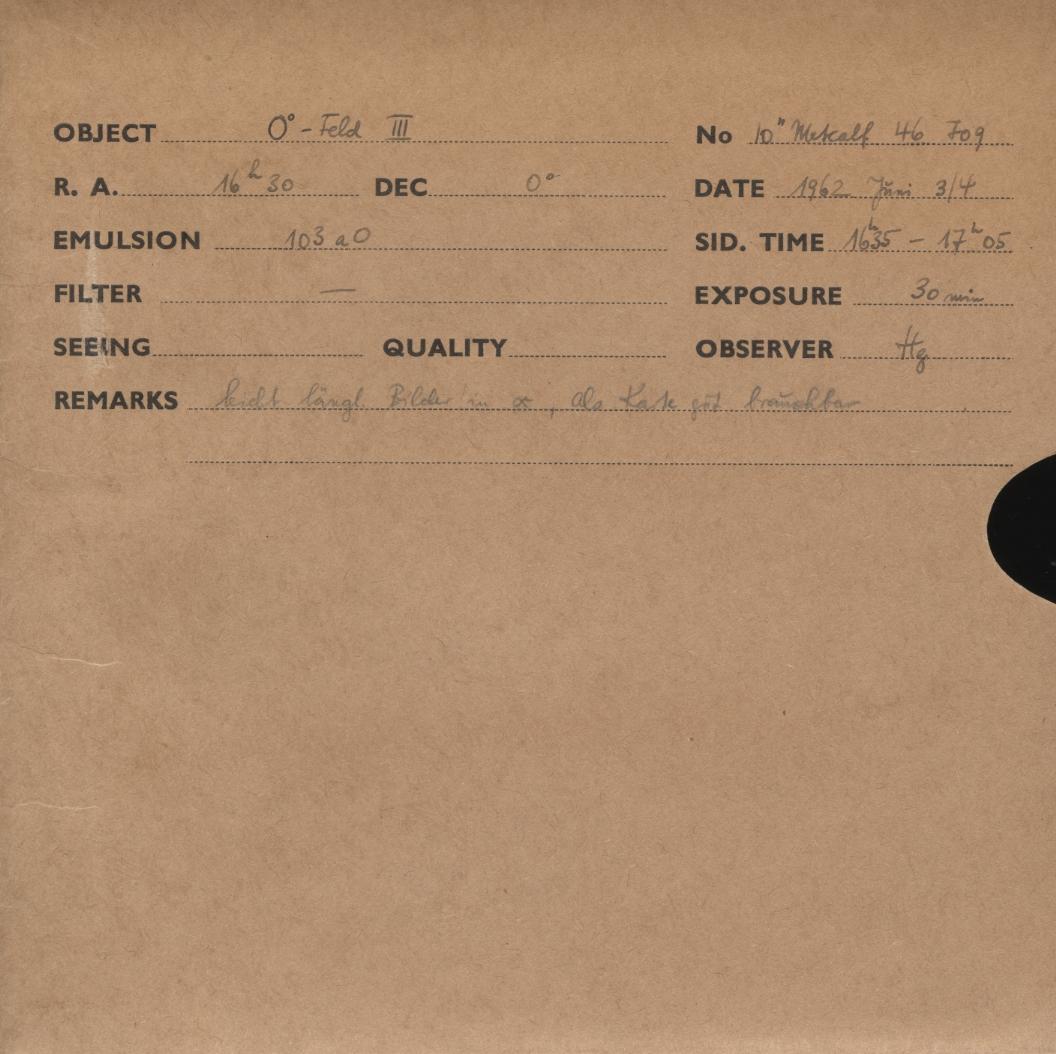 OBJECT 0° - Feld III No 10" Metcalf 46 709
R. A. 16h 30 DEC 0° DATE 1962 Juni 3/4
EMULSION 103 a O SID. TIME 16h35 - 17h05
FILTER — EXPOSURE 30 min
SEEING QUALITY OBSERVER Hg
REMARKS leicht längl. Bilder in α, als Karte gut brauchbar